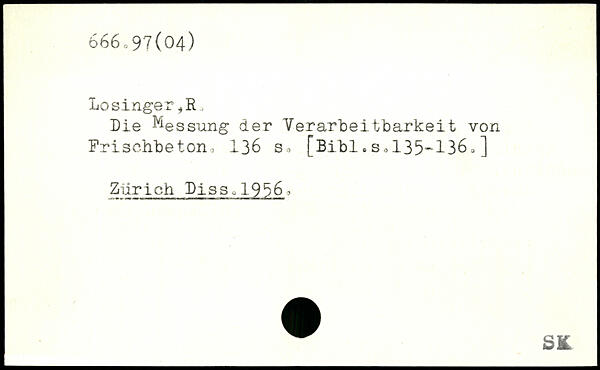 666.97(04)
Losinger,R.
Die Messung der Verarbeitbarkeit von
Frischbeton. 136 s. [Bibl.s.135-136.]
Zürich Diss.1956.
SK